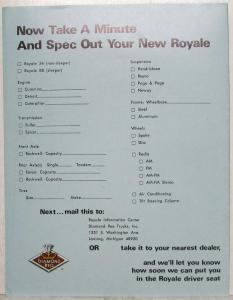 Now Take A Minute
And Spec Out Your New Royale
Royale 34 (non-sleeper)
Royale 88 (sleeper)
Engine
Cummins
Detroit
Caterpillar
Transmission
Fuller
Spicer
Front Axle
Rockwell Capacity
Rear Axle(s) Single Tandem
Eaton Capacity
Rockwell Capacity
Tires
Size
Suspension
Hendrickson
Reyco
Page & Page
Neway
Frame: Wheelbase
Steel
Aluminum
Wheels
Spoke
Disc
Radio
AM
FM
AM-FM
AM-FM Stereo
Air Conditioning
Tilt Steering Column
Next...mail this to:
Royale Information Center
Diamond Reo Trucks, Inc.
1331 S. Washington Ave.
Lansing, Michigan 48920
OR take it to your nearest dealer,
and we'll let you know
how soon we can put you
in the Royale driver seat
DIAMOND
REO